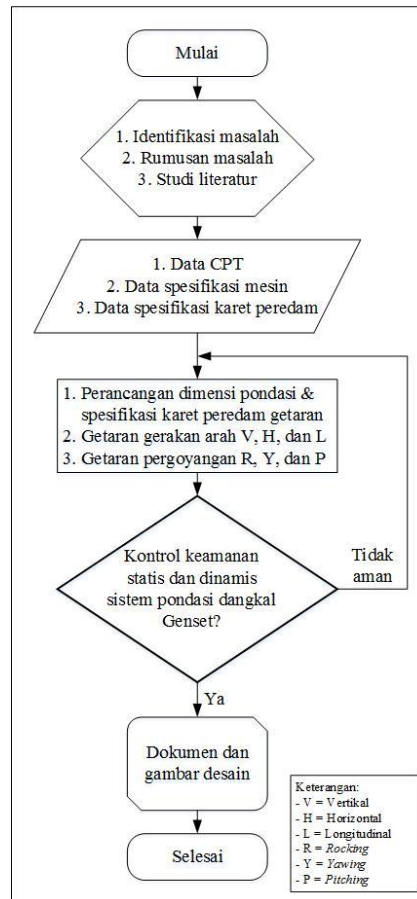 Mulai
1. Identifikasi masalah
2. Rumusan masalah
3. Studi literatur
1. Data CPT
2. Data spesifikasi mesin
3. Data spesifikasi karet peredam
1. Perancangan dimensi pondasi &
spesifikasi karet peredam getaran
2. Getaran gerakan arah V, H, dan L
3. Getaran pergoyangan R, Y, dan P
Kontrol keamanan
statis dan dinamis
sistem pondasi dangkal
Genset?
Tidak
aman
Ya
Dokumen dan
gambar desain
Selesai
Keterangan:
- V = Vertikal
- H = Horizontal
- L = Longitudinal
- R = Rocking
- Y = Yawing
- P = Pitching